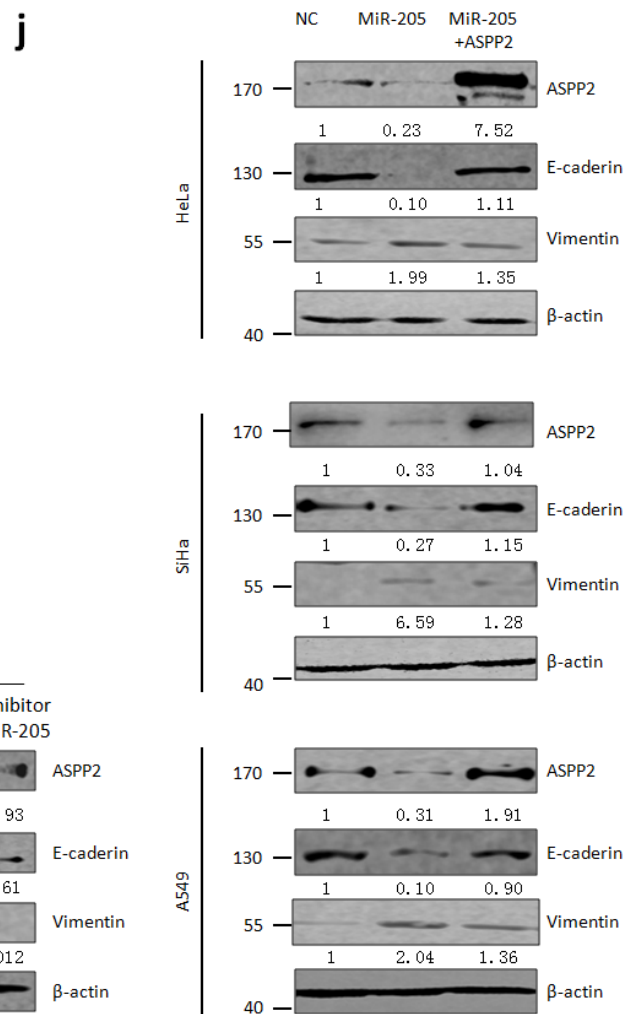 j
NC MiR-205 MiR-205
+ASPP2
HeLa
170 ASPP2
1 0.23 7.52
130 E-caderin
1 0.10 1.11
55 Vimentin
1 1.99 1.35
40 β-actin
SiHa
170 ASPP2
1 0.33 1.04
130 E-caderin
1 0.27 1.15
55 Vimentin
1 6.59 1.28
40 β-actin
A549
170 ASPP2
1 0.31 1.91
130 E-caderin
1 0.10 0.90
55 Vimentin
1 2.04 1.36
40 β-actin
hibitor
R-205
ASPP2
93
E-caderin
61
Vimentin
012
β-actin